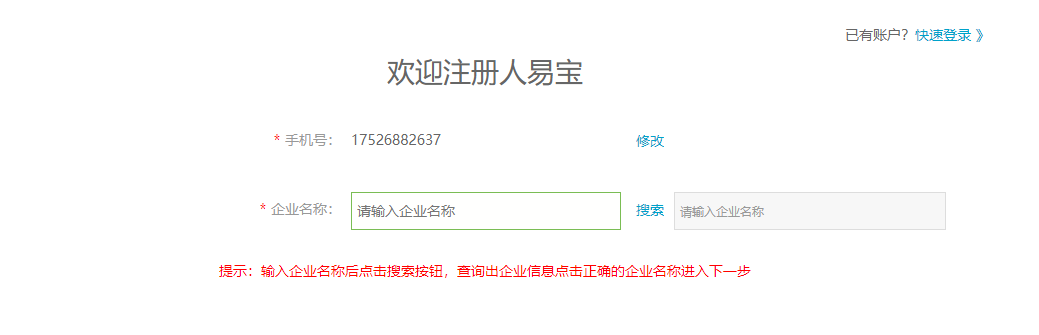 已有账户？快速登录 》
欢迎注册人易宝
* 手机号： 17526882637 修改
* 企业名称： 请输入企业名称 搜索 请输入企业名称
提示：输入企业名称后点击搜索按钮，查询出企业信息点击正确的企业名称进入下一步